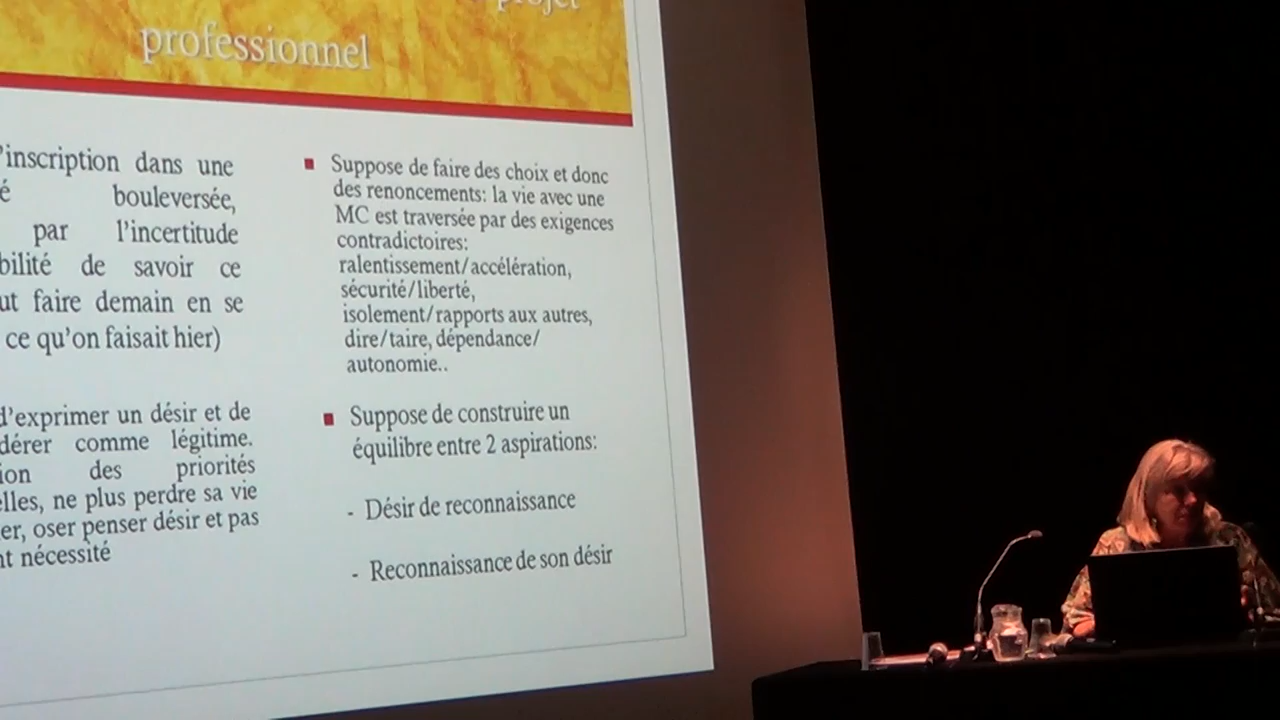 projet
professionnel
'inscription dans une
é bouleversée,
par l'incertitude
bilité de savoir ce
ut faire demain en se
ce qu'on faisait hier)
d'exprimer un désir et de
dérer comme légitime.
ion des priorités
elles, ne plus perdre sa vie
er, oser penser désir et pas
nt nécessité
Suppose de faire des choix et donc
des renoncements: la vie avec une
MC est traversée par des exigences
contradictoires:
ralentissement/accélération,
sécurité/liberté,
isolement/rapports aux autres,
dire/taire, dépendance/
autonomie..
Suppose de construire un
équilibre entre 2 aspirations:
- Désir de reconnaissance
- Reconnaissance de son désir